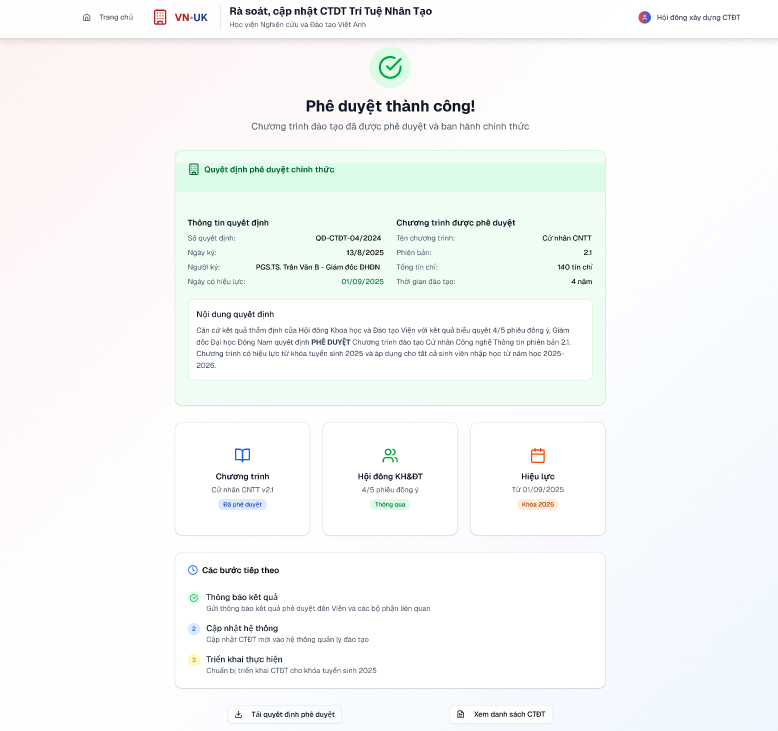 Trang chủ
VN-UK
Rà soát, cập nhật CTDT Trí Tuệ Nhân Tạo
Học viện Nghiên cứu và Đào tạo Việt Anh
Hội đồng xây dựng CTĐT
Phê duyệt thành công!
Chương trình đào tạo đã được phê duyệt và ban hành chính thức
Quyết định phê duyệt chính thức
Thông tin quyết định
Số quyết định: QĐ-CTĐT-04/2024
Ngày ký: 13/8/2025
Người ký: PGS.TS. Trần Văn B - Giám đốc ĐHĐN
Ngày có hiệu lực: 01/09/2025
Chương trình được phê duyệt
Tên chương trình: Cử nhân CNTT
Phiên bản: 2.1
Tổng tín chỉ: 140 tín chỉ
Thời gian đào tạo: 4 năm
Nội dung quyết định
Căn cứ kết quả thẩm định của Hội đồng Khoa học và Đào tạo Viện với kết quả biểu quyết 4/5 phiếu đồng ý, Giám
đốc Đại học Đông Nam quyết định PHÊ DUYỆT Chương trình đào tạo Cử nhân Công nghệ Thông tin phiên bản 2.1.
Chương trình có hiệu lực từ khóa tuyển sinh 2025 và áp dụng cho tất cả sinh viên nhập học từ năm học 2025-
2026.
Chương trình
Cử nhân CNTT v2.1
Đã phê duyệt
Hội đồng KH&ĐT
4/5 phiếu đồng ý
Thông qua
Hiệu lực
Từ 01/09/2025
Khóa 2025
Các bước tiếp theo
Thông báo kết quả
Gửi thông báo kết quả phê duyệt đến Viện và các bộ phận liên quan
2 Cập nhật hệ thống
Cập nhật CTĐT mới vào hệ thống quản lý đào tạo
3 Triển khai thực hiện
Chuẩn bị triển khai CTĐT cho khóa tuyển sinh 2025
Tải quyết định phê duyệt
Xem danh sách CTĐT